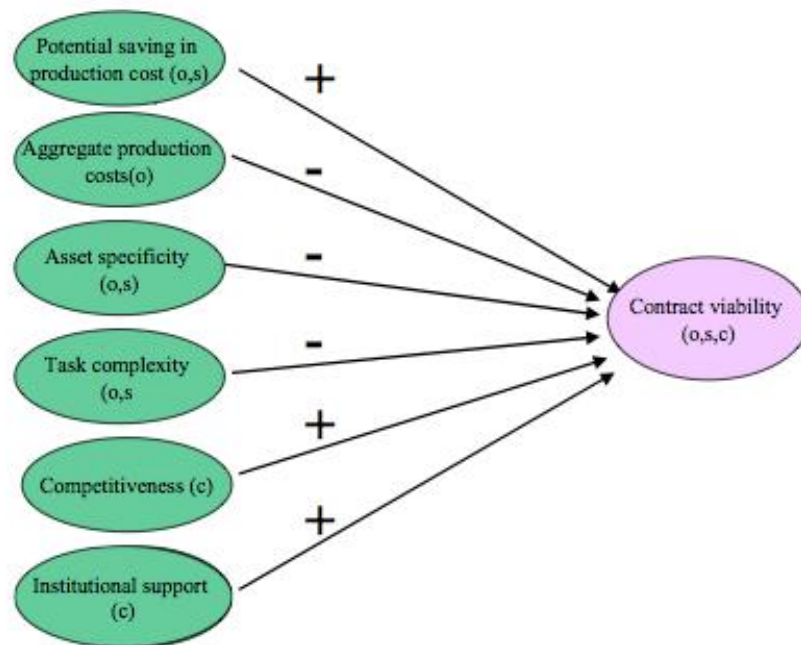 Potential saving in
production cost (o,s)
+
Aggregate production
costs(o)
-
Asset specificity
(o,s)
-
Contract viability
(o,s,c)
Task complexity
(o,s
-
Competitiveness (c)
+
Institutional support
(c)
+